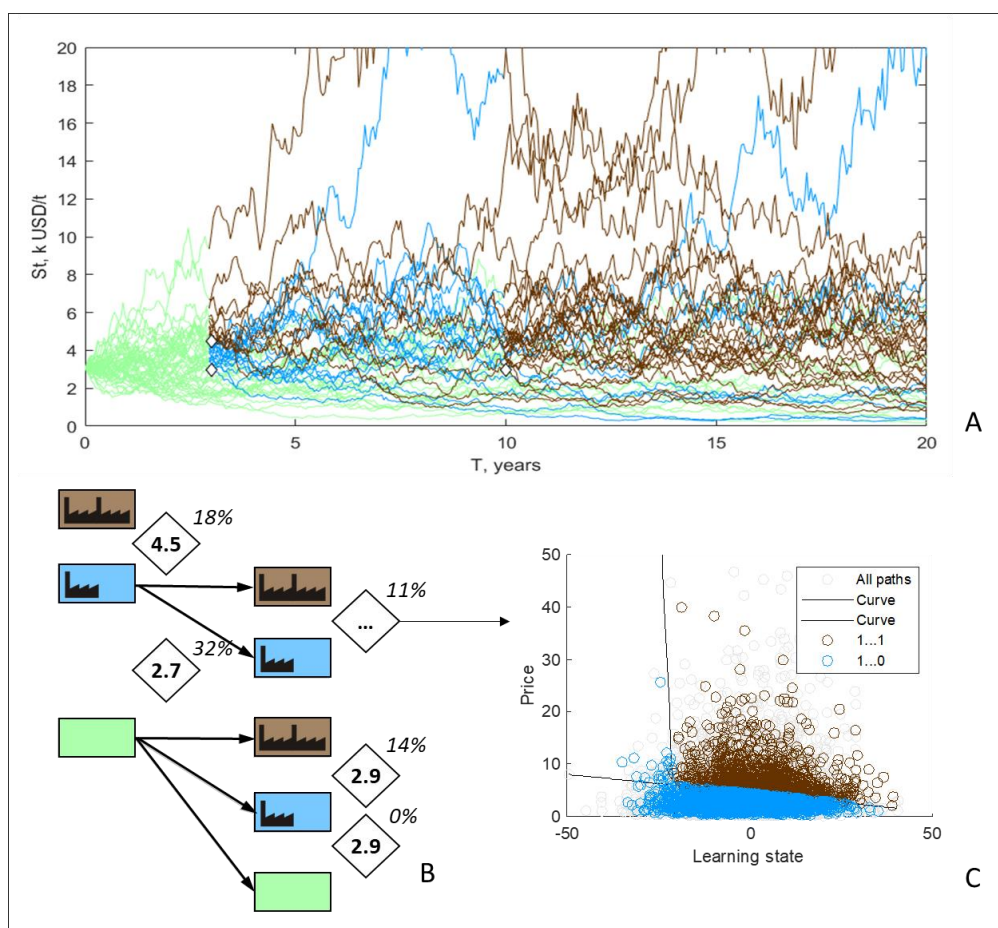 20
18
16
14
12
10
8
6
4
2
0
St, k USD/t
0 5 10 15 20
T, years
A
18%
4.5
11%
...
32%
2.7
14%
2.9
0%
2.9
B
50
40
30
20
10
0
Price
-50 0 50
Learning state
All paths
Curve
Curve
1...1
1...0
C